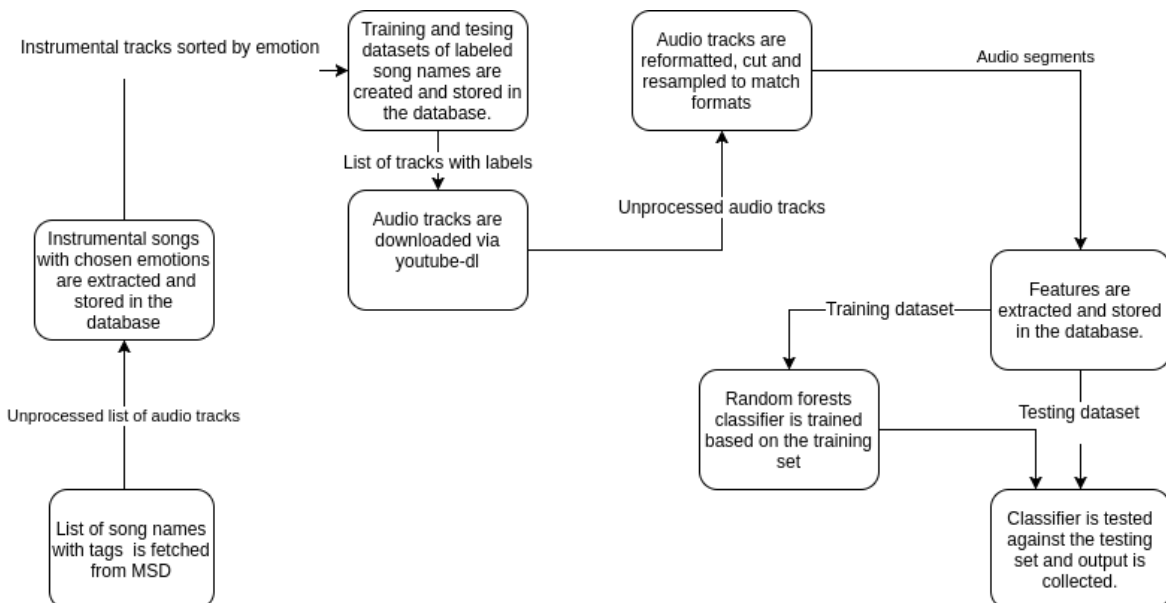 Instrumental tracks sorted by emotion
Training and tesing
datasets of labeled
song names are
created and stored in
the database.
Audio tracks are
reformatted, cut and
resampled to match
formats
Audio segments
List of tracks with labels
Audio tracks are
downloaded via
youtube-dl
Unprocessed audio tracks
Instrumental songs
with chosen emotions
are extracted and
stored in the
database
Features are
extracted and stored
in the database.
Training dataset
Unprocessed list of audio tracks
Random forests
classifier is trained
based on the training
set
Testing dataset
List of song names
with tags is fetched
from MSD
Classifier is tested
against the testing
set and output is
collected.